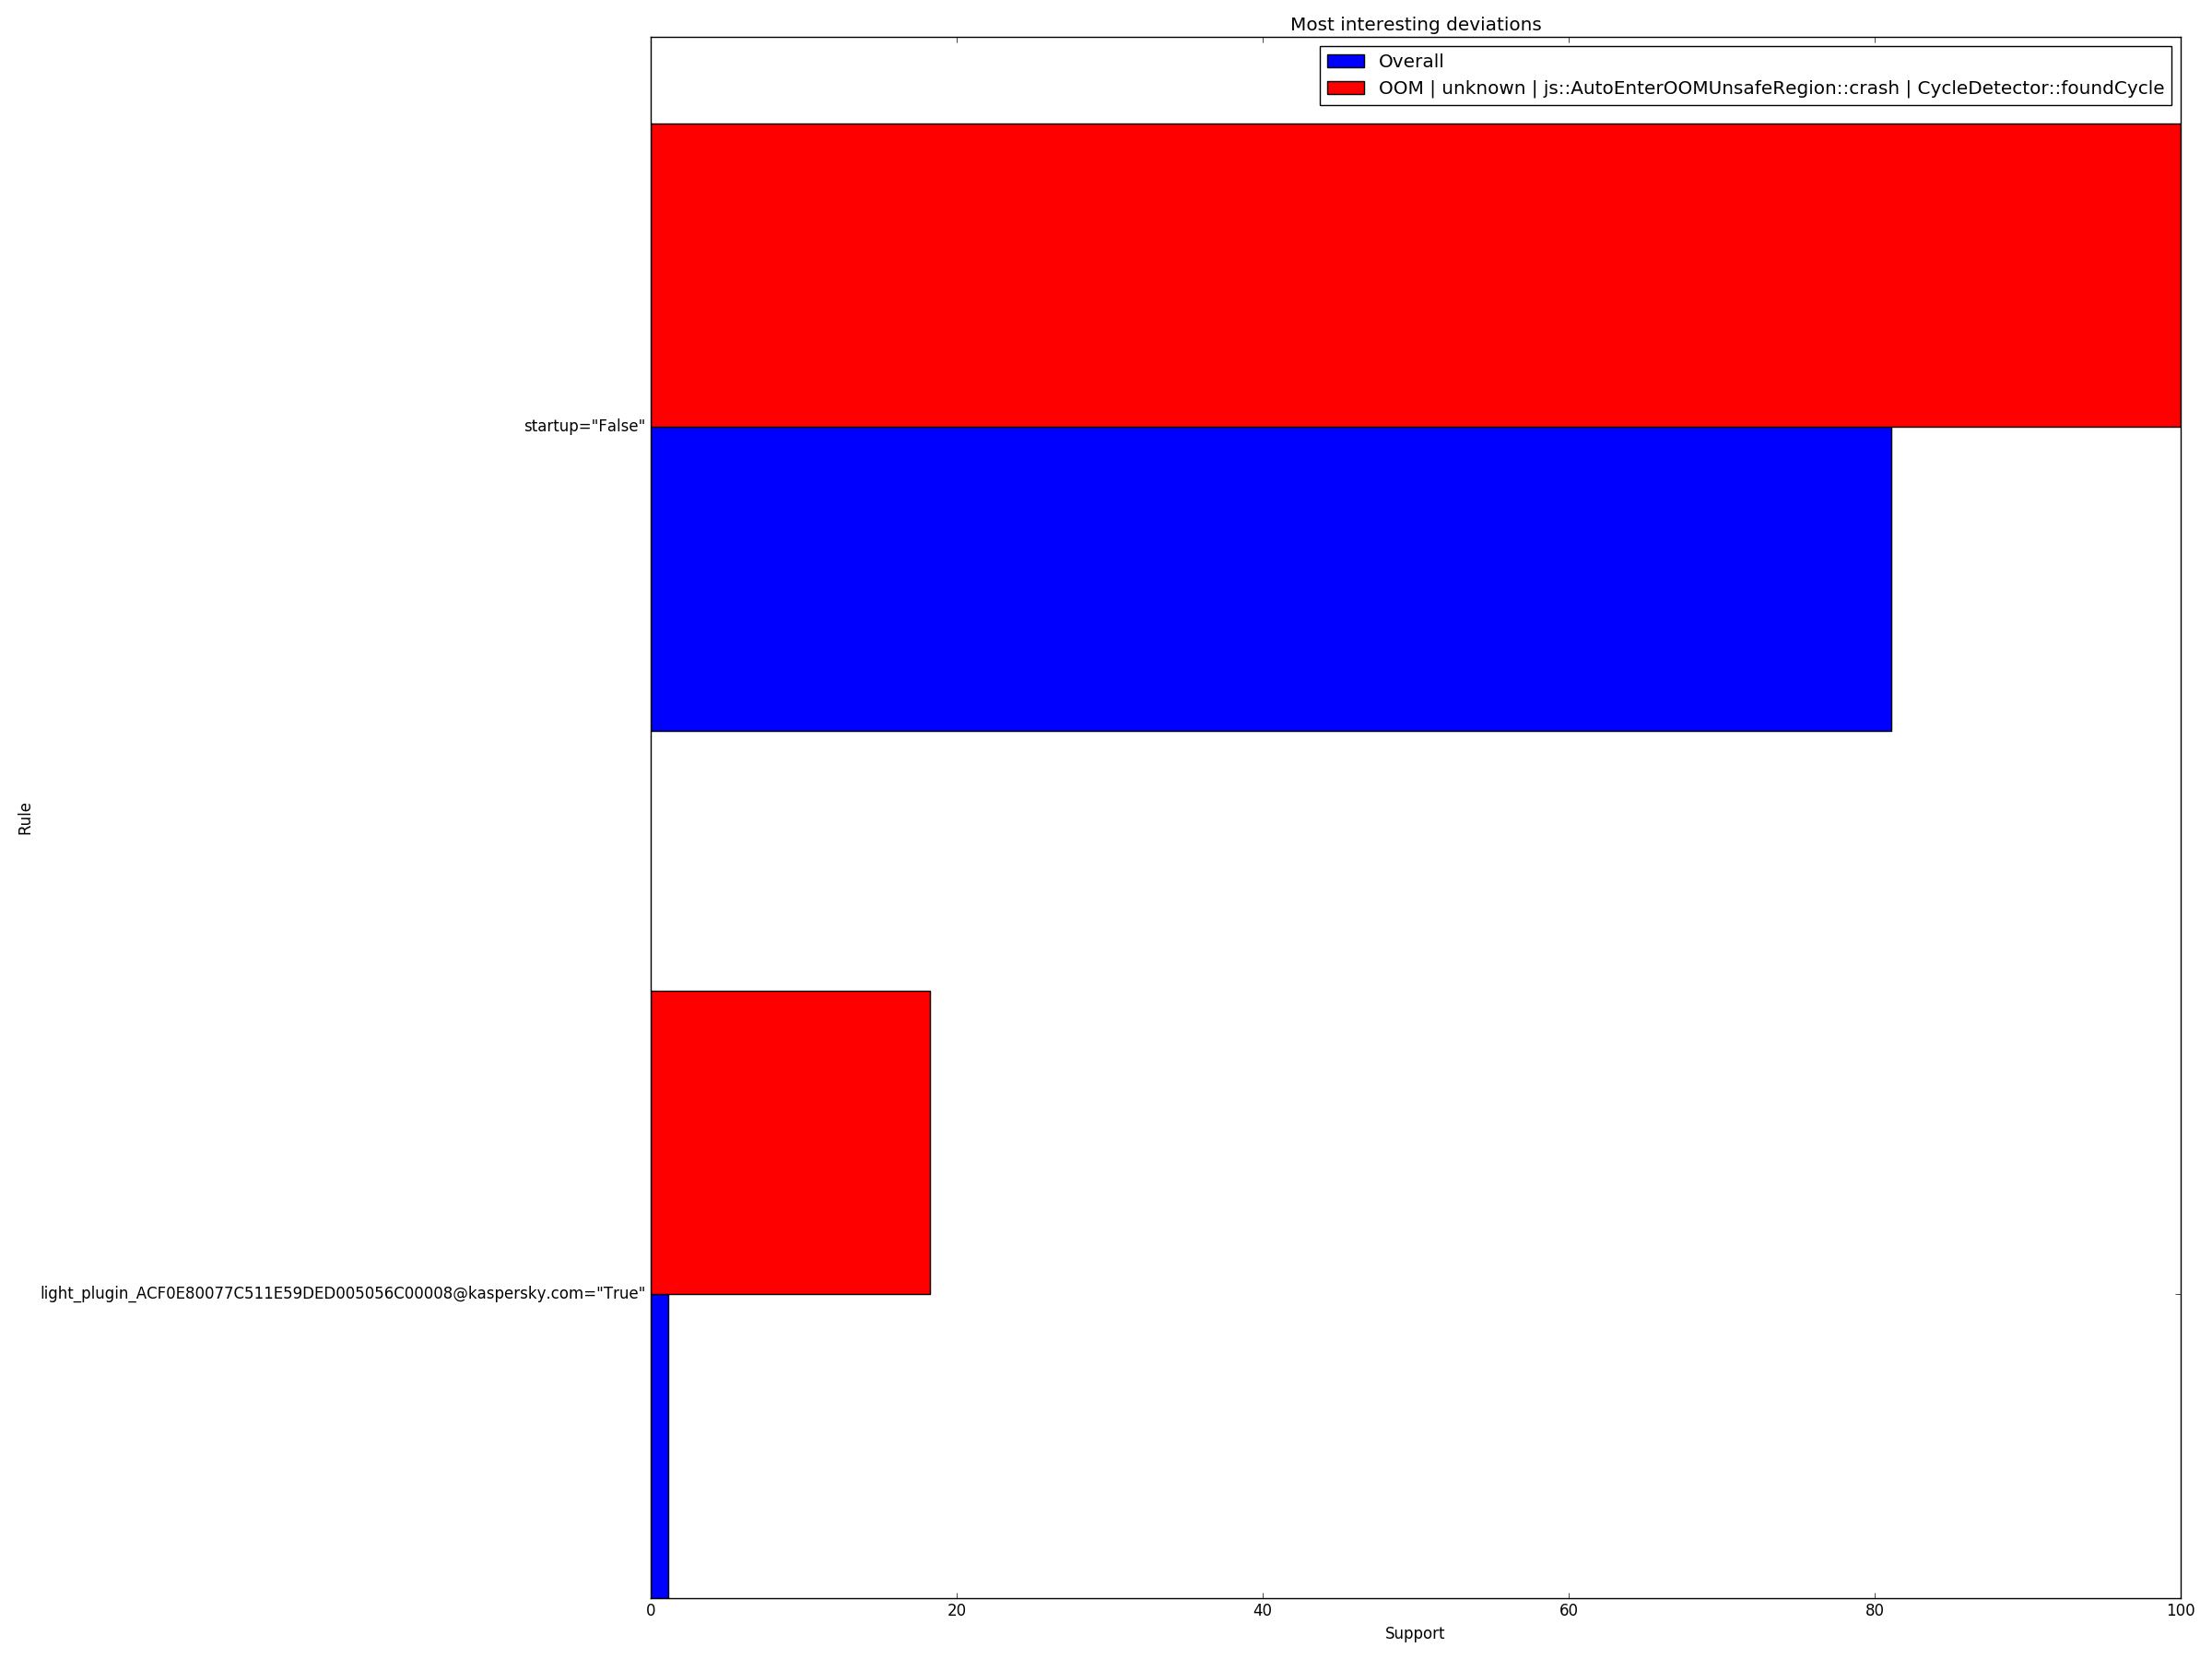 Most interesting deviations
Overall
OOM | unknown | js::AutoEnterOOMUnsafeRegion::crash | CycleDetector::foundCycle
startup="False"
Rule
light_plugin_ACF0E80077C511E59DED005056C00008@kaspersky.com="True"
0 20 40 60 80 100
Support